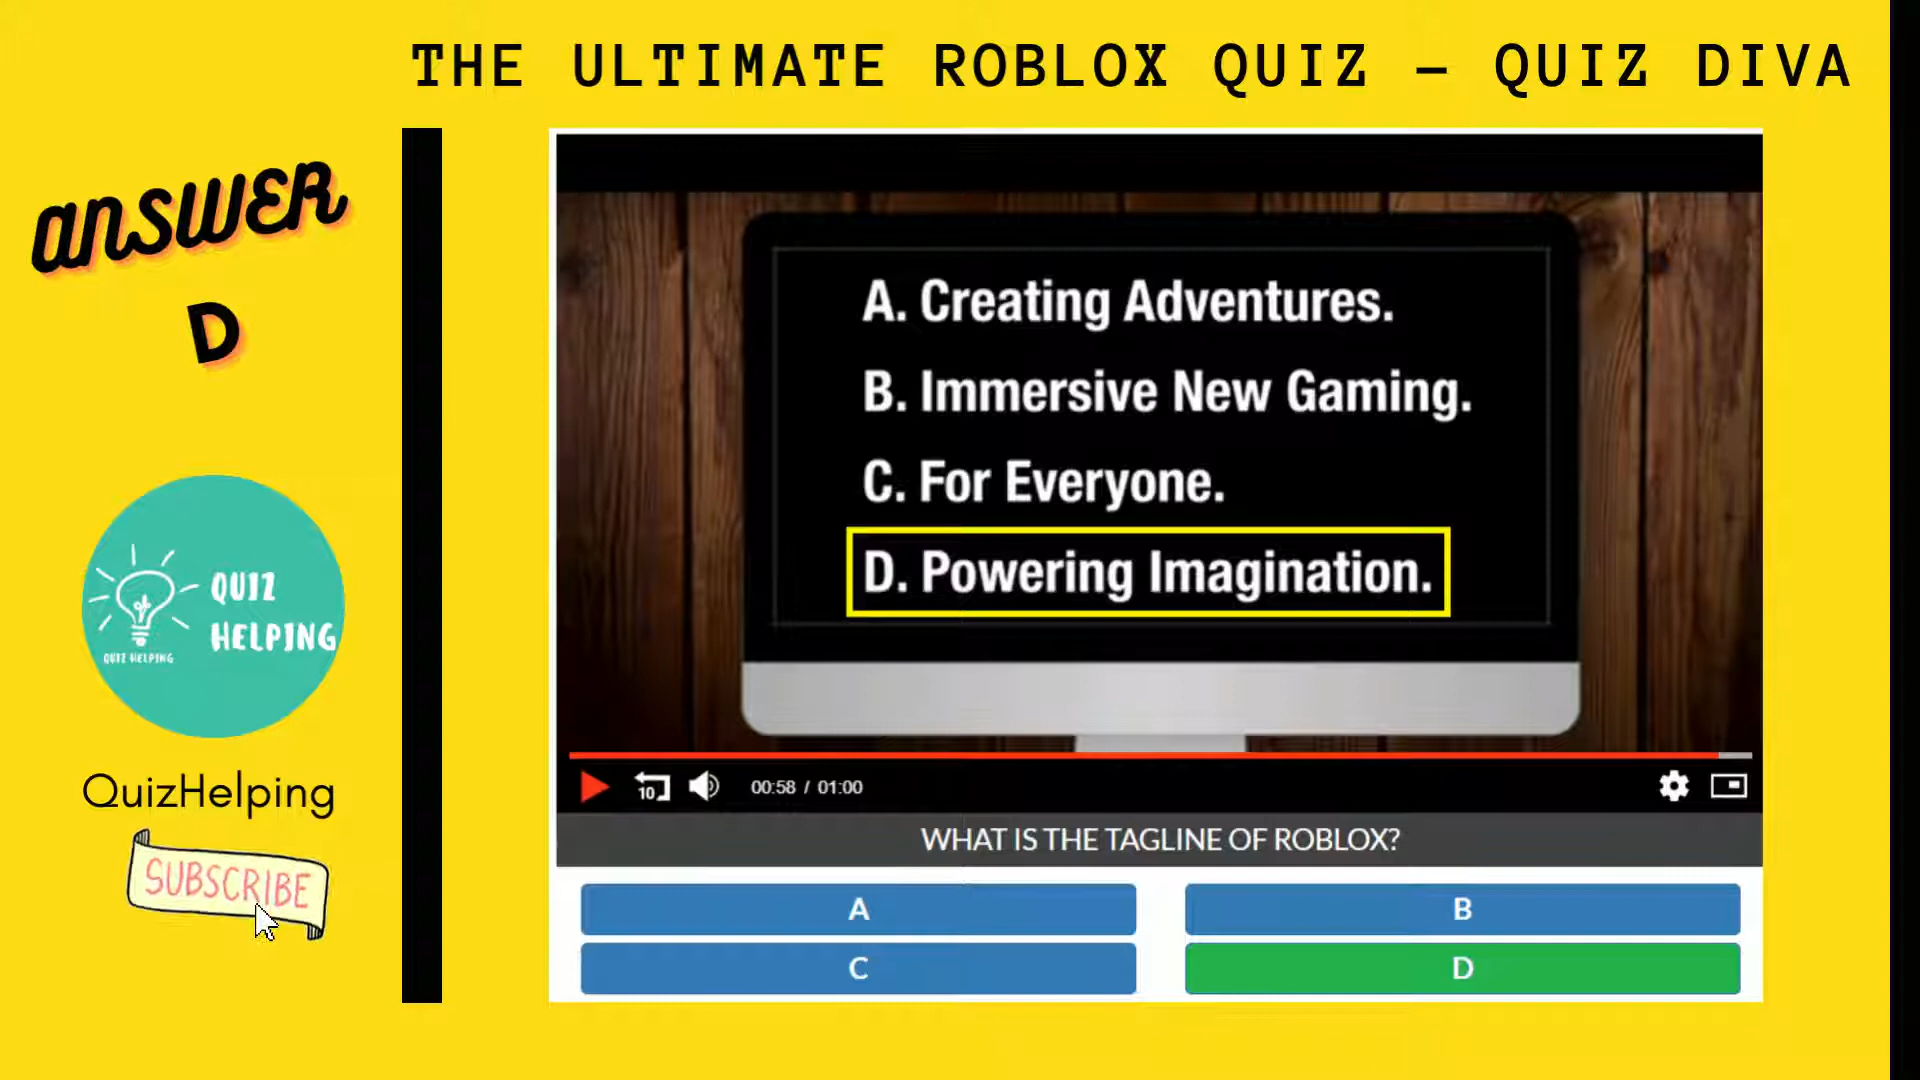 THE ULTIMATE ROBLOX QUIZ – QUIZ DIVA
ANSWER
D
QUIZ
HELPING
QUIZ HELPING
QuizHelping
SUBSCRIBE
A. Creating Adventures.
B. Immersive New Gaming.
C. For Everyone.
D. Powering Imagination.
10
00:58 / 01:00
WHAT IS THE TAGLINE OF ROBLOX?
A
B
C
D